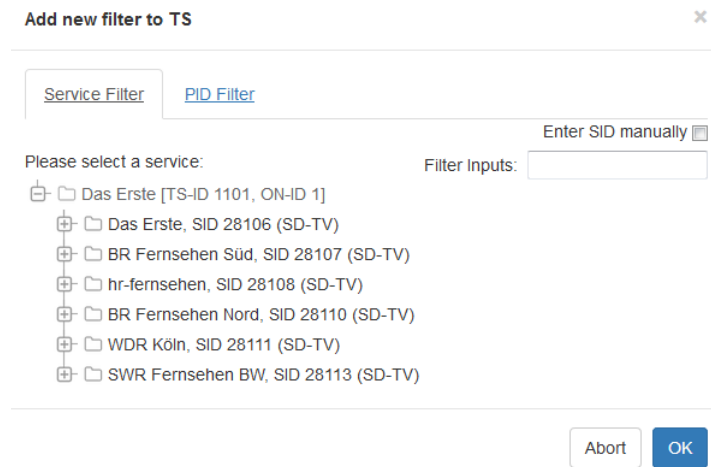 Add new filter to TS
×
Service Filter PID Filter
Enter SID manually
Please select a service: Filter Inputs:
Das Erste [TS-ID 1101, ON-ID 1]
Das Erste, SID 28106 (SD-TV)
BR Fernsehen Süd, SID 28107 (SD-TV)
hr-fernsehen, SID 28108 (SD-TV)
BR Fernsehen Nord, SID 28110 (SD-TV)
WDR Köln, SID 28111 (SD-TV)
SWR Fernsehen BW, SID 28113 (SD-TV)
Abort OK